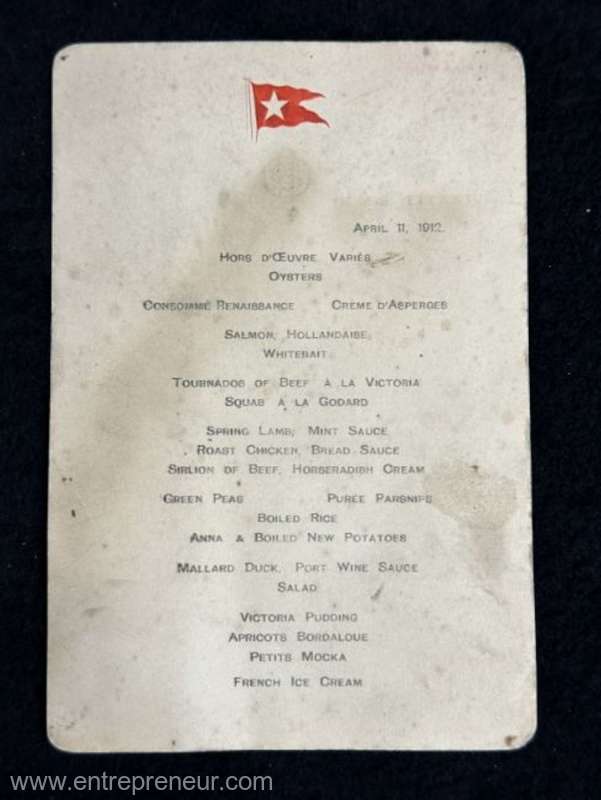 April 11, 1912.
Hors d'Œuvre Variés
Oysters
Consommé Renaissance Creme d'Asperges
Salmon, Hollandaise
Whitebait
Tournados of Beef à la Victoria
Squab à la Godard
Spring Lamb, Mint Sauce
Roast Chicken, Bread Sauce
Sirlion of Beef, Horseradish Cream
Green Peas Purée Parsnips
Boiled Rice
Anna & Boiled New Potatoes
Mallard Duck, Port Wine Sauce
Salad
Victoria Pudding
Apricots Bordaloue
Petits Mocka
French Ice Cream
www.entrepreneur.com